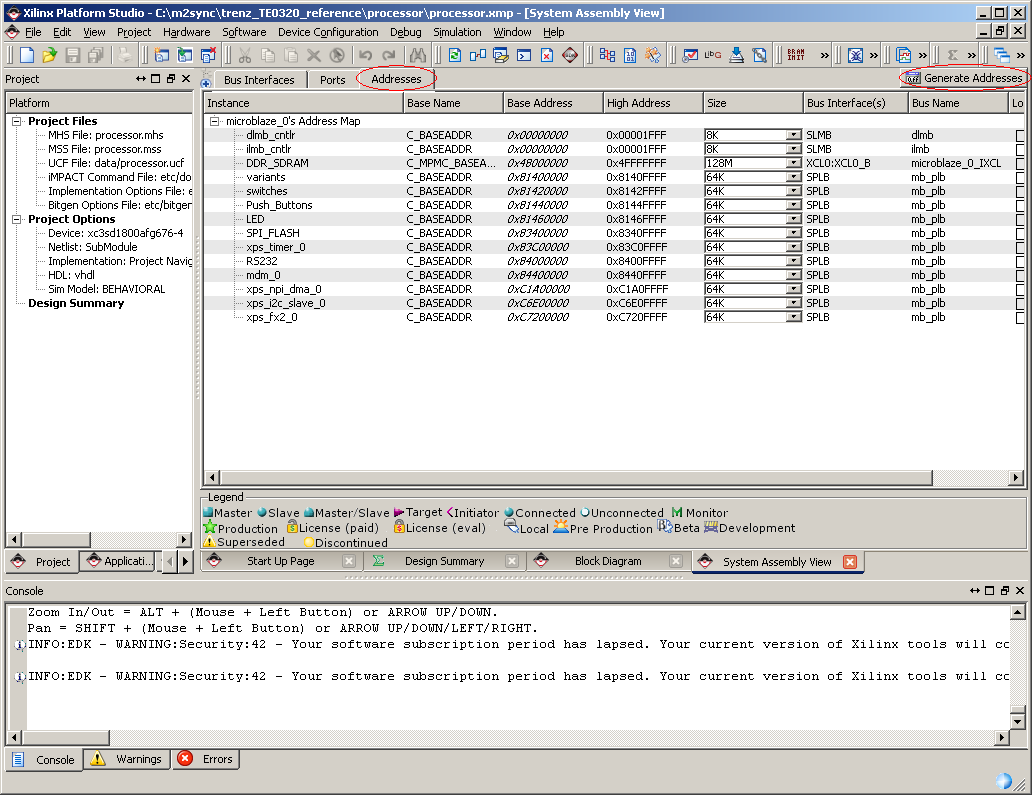 Xilinx Platform Studio - C:\m2sync\trenz_TE0320_reference\processor\processor.xmp - [System Assembly View]
File Edit View Project Hardware Software Device Configuration Debug Simulation Window Help
Project
Bus Interfaces Ports Addresses Generate Addresses
Platform
Project Files
MHS File: processor.mhs
MSS File: processor.mss
UCF File: data/processor.ucf
iMPACT Command File: etc/do
Implementation Options File: e
Bitgen Options File: etc/bitgen
Project Options
Device: xc3sd1800afg676-4
Netlist: SubModule
Implementation: Project Navig
HDL: vhdl
Sim Model: BEHAVIORAL
Design Summary
Instance Base Name Base Address High Address Size Bus Interface(s) Bus Name Lo
microblaze_0's Address Map
dlmb_cntlr C_BASEADDR 0x00000000 0x00001FFF 8K SLMB dlmb
ilmb_cntlr C_BASEADDR 0x00000000 0x00001FFF 8K SLMB ilmb
DDR_SDRAM C_MPMC_BASEA... 0x48000000 0x4FFFFFFF 128M XCL0:XCL0_B microblaze_0_IXCL
variants C_BASEADDR 0x81400000 0x8140FFFF 64K SPLB mb_plb
switches C_BASEADDR 0x81420000 0x8142FFFF 64K SPLB mb_plb
Push_Buttons C_BASEADDR 0x81440000 0x8144FFFF 64K SPLB mb_plb
LED C_BASEADDR 0x81460000 0x8146FFFF 64K SPLB mb_plb
SPI_FLASH C_BASEADDR 0x83400000 0x8340FFFF 64K SPLB mb_plb
xps_timer_0 C_BASEADDR 0x83C00000 0x83C0FFFF 64K SPLB mb_plb
RS232 C_BASEADDR 0x84000000 0x8400FFFF 64K SPLB mb_plb
mdm_0 C_BASEADDR 0x84400000 0x8440FFFF 64K SPLB mb_plb
xps_npi_dma_0 C_BASEADDR 0xC1A00000 0xC1A0FFFF 64K SPLB mb_plb
xps_i2c_slave_0 C_BASEADDR 0xC6E00000 0xC6E0FFFF 64K SPLB mb_plb
xps_fx2_0 C_BASEADDR 0xC7200000 0xC720FFFF 64K SPLB mb_plb
Legend
Master Slave Master/Slave Target Initiator Connected Unconnected Monitor
Production License (paid) License (eval) Local Pre Production Beta Development
Superseded Discontinued
Project Applicati... Start Up Page Design Summary Block Diagram System Assembly View
Console
Zoom In/Out = ALT + (Mouse + Left Button) or ARROW UP/DOWN.
Pan = SHIFT + (Mouse + Left Button) or ARROW UP/DOWN/LEFT/RIGHT.
INFO:EDK - WARNING:Security:42 - Your software subscription period has lapsed. Your current version of Xilinx tools will co
INFO:EDK - WARNING:Security:42 - Your software subscription period has lapsed. Your current version of Xilinx tools will co
Console Warnings Errors